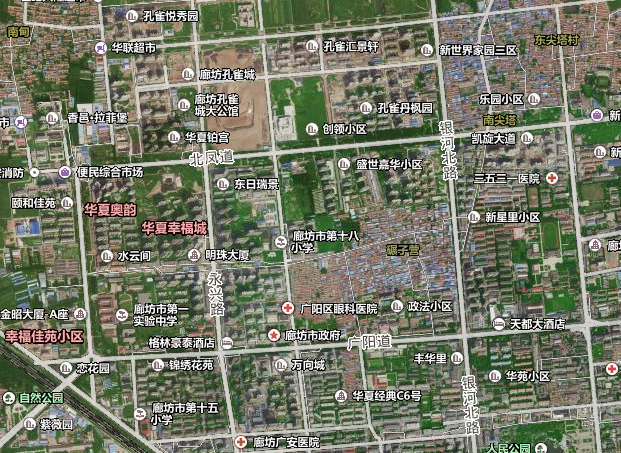 孔雀悦秀园
南甸
华联超市
孔雀汇景轩
新世界家园三区
东尖塔村
廊坊孔雀城
廊坊孔雀
城大公馆
孔雀丹枫园
乐园小区
香邑·拉菲堡
市
华夏铂宫
创领小区
银河北路
南尖塔
凯旋大道
新
北凤道
消防
便民综合市场
盛世嘉华小区
三五三一医院
新
颐和佳苑
东日瑞景
华夏奥韵
华夏幸福城
新星里小区
廊坊市第十八
小学
碾子营
水云间
明珠大厦
廊坊
永兴路
金昭大厦-A座
廊坊市第一
实验中学
广阳区眼科医院
政法小区
天都大酒店
幸福佳苑小区
廊坊市政府
格林豪泰酒店
广阳道
恋花园
锦绣花苑
万向城
丰华里
华苑小区
银河北路
自然公园
廊坊市第十五
小学
华夏经典C6号
紫薇园
廊坊广安医院
人民公园